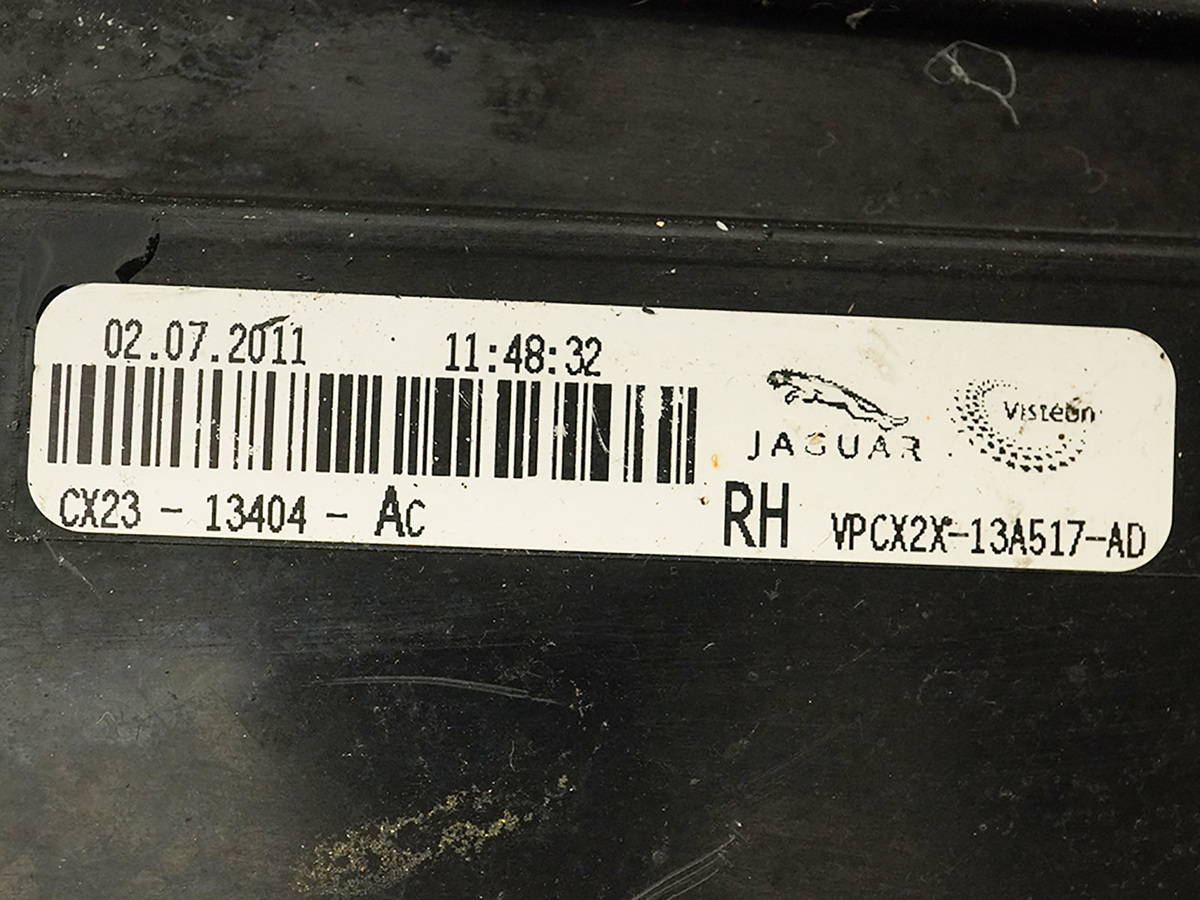 02.07.2011 11:48:32
JAGUAR
Visteon
CX23 - 13404 - Ac
RH VPCX2X-13A517-AD